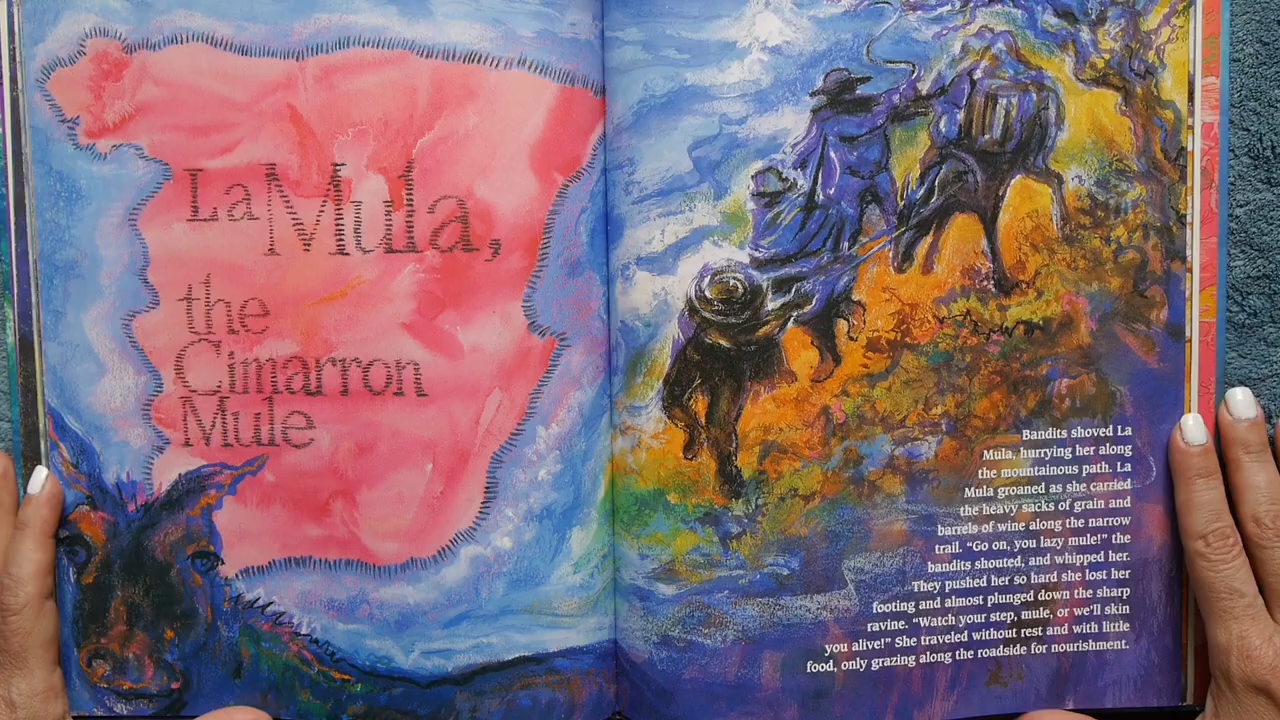 La Mula,
the
Cimarron
Mule
Bandits shoved La
Mula, hurrying her along
the mountainous path. La
Mula groaned as she carried
the heavy sacks of grain and
barrels of wine along the narrow
trail. “Go on, you lazy mule!” the
bandits shouted, and whipped her.
They pushed her so hard she lost her
footing and almost plunged down the sharp
ravine. “Watch your step, mule, or we’ll skin
you alive!” She traveled without rest and with little
food, only grazing along the roadside for nourishment.